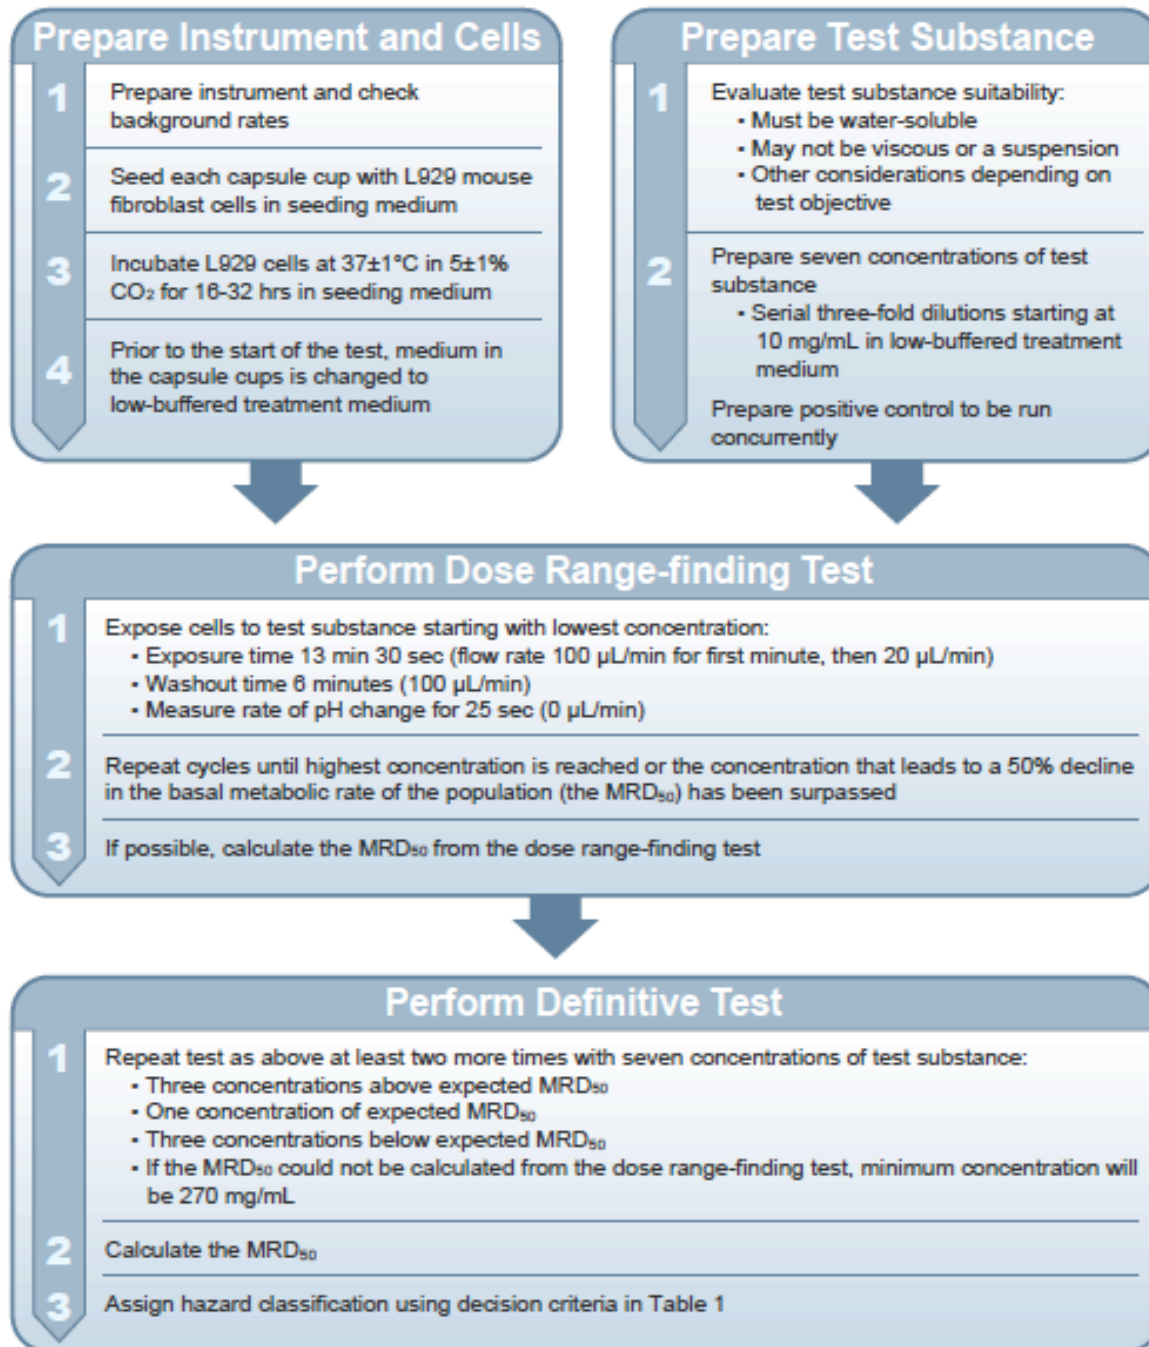 Prepare Instrument and Cells
1
Prepare instrument and check
background rates
2
Seed each capsule cup with L929 mouse
fibroblast cells in seeding medium
3
Incubate L929 cells at 37±1°C in 5±1%
CO₂ for 16-32 hrs in seeding medium
4
Prior to the start of the test, medium in
the capsule cups is changed to
low-buffered treatment medium
Prepare Test Substance
1
Evaluate test substance suitability:
▪ Must be water-soluble
▪ May not be viscous or a suspension
▪ Other considerations depending on
test objective
2
Prepare seven concentrations of test
substance
▪ Serial three-fold dilutions starting at
10 mg/mL in low-buffered treatment
medium
Prepare positive control to be run
concurrently
Perform Dose Range-finding Test
1
Expose cells to test substance starting with lowest concentration:
▪ Exposure time 13 min 30 sec (flow rate 100 µL/min for first minute, then 20 µL/min)
▪ Washout time 6 minutes (100 µL/min)
▪ Measure rate of pH change for 25 sec (0 µL/min)
2
Repeat cycles until highest concentration is reached or the concentration that leads to a 50% decline
in the basal metabolic rate of the population (the MRD₅₀) has been surpassed
3
If possible, calculate the MRD₅₀ from the dose range-finding test
Perform Definitive Test
1
Repeat test as above at least two more times with seven concentrations of test substance:
▪ Three concentrations above expected MRD₅₀
▪ One concentration of expected MRD₅₀
▪ Three concentrations below expected MRD₅₀
▪ If the MRD₅₀ could not be calculated from the dose range-finding test, minimum concentration will
be 270 mg/mL
2
Calculate the MRD₅₀
3
Assign hazard classification using decision criteria in Table 1